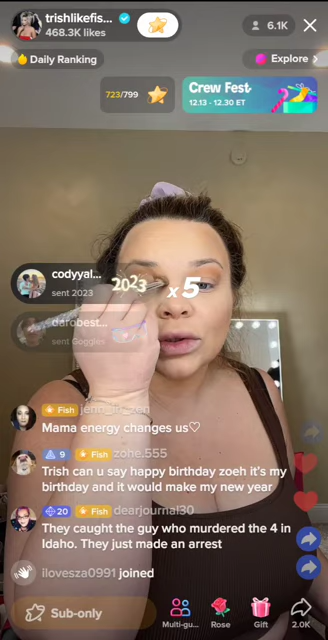 trishlikefis...
468.3K likes
6.1K
Daily Ranking
Explore
723/799
Crew Fest
12.13 - 12.30 ET
codyyal...
sent 2023
2023 x 5
darobest...
sent Goggles
Fish jenn_in_zen
Mama energy changes us♡
9 Fish zohe.555
Trish can u say happy birthday zoeh it's my
birthday and it would make my new year
20 Fish dearjournal30
They caught the guy who murdered the 4 in
Idaho. They just made an arrest
ilovesza0991 joined
Sub-only
Multi-gu...
Rose
Gift
2.0K